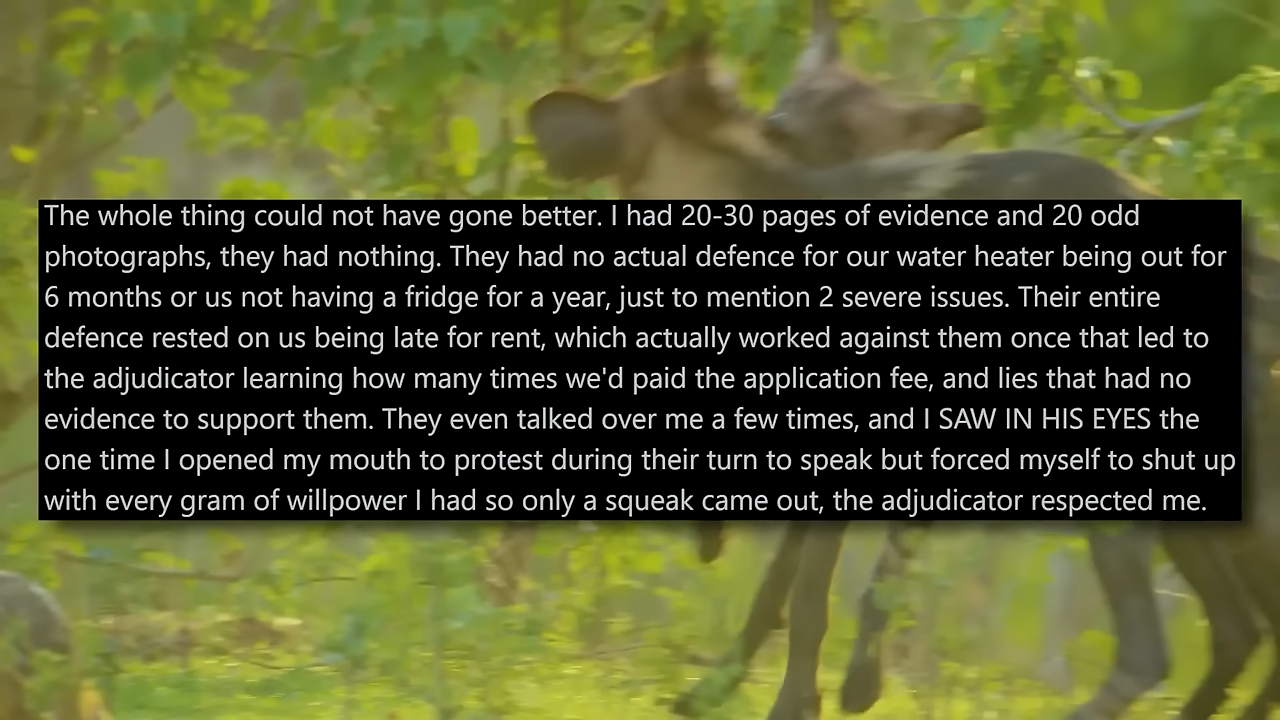 The whole thing could not have gone better. I had 20-30 pages of evidence and 20 odd
photographs, they had nothing. They had no actual defence for our water heater being out for
6 months or us not having a fridge for a year, just to mention 2 severe issues. Their entire
defence rested on us being late for rent, which actually worked against them once that led to
the adjudicator learning how many times we'd paid the application fee, and lies that had no
evidence to support them. They even talked over me a few times, and I SAW IN HIS EYES the
one time I opened my mouth to protest during their turn to speak but forced myself to shut up
with every gram of willpower I had so only a squeak came out, the adjudicator respected me.